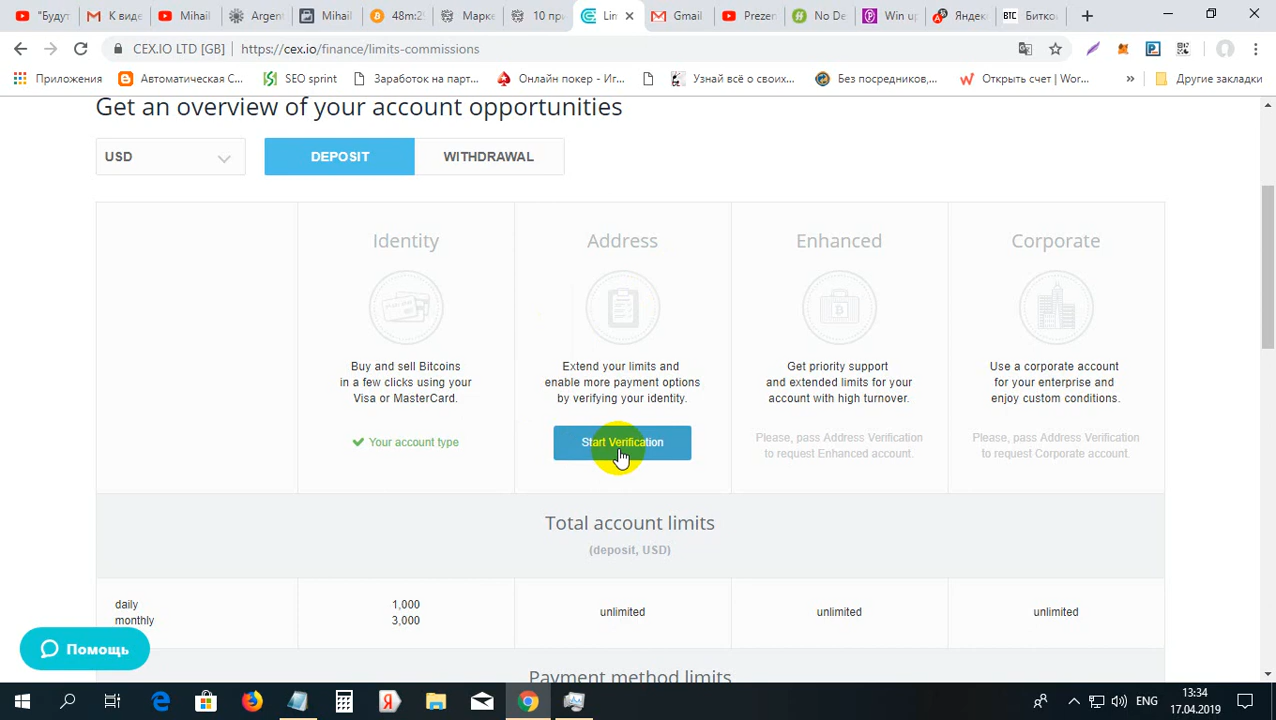 "Буду
К виде
Mihail
Argent
Mihail
48m:2
Марке
10 при
Lim
Gmail
Prezen
No De
Win up
Яндек
Битко
CEX.IO LTD [GB]
https://cex.io/finance/limits-commissions
Приложения
Автоматическая С...
SEO sprint
Заработок на парт...
Онлайн покер - Иг...
Узнай всё о своих...
Без посредников,...
Открыть счет | Wor...
»
Другие закладки
Get an overview of your account opportunities
USD
DEPOSIT
WITHDRAWAL
Identity
Address
Enhanced
Corporate
Buy and sell Bitcoins
in a few clicks using your
Visa or MasterCard.
Extend your limits and
enable more payment options
by verifying your identity.
Get priority support
and extended limits for your
account with high turnover.
Use a corporate account
for your enterprise and
enjoy custom conditions.
Your account type
Start Verification
Please, pass Address Verification
to request Enhanced account.
Please, pass Address Verification
to request Corporate account.
Total account limits
(deposit, USD)
daily
monthly
1,000
3,000
unlimited
unlimited
unlimited
Payment method limits
Помощь
ENG
13:34
17.04.2019